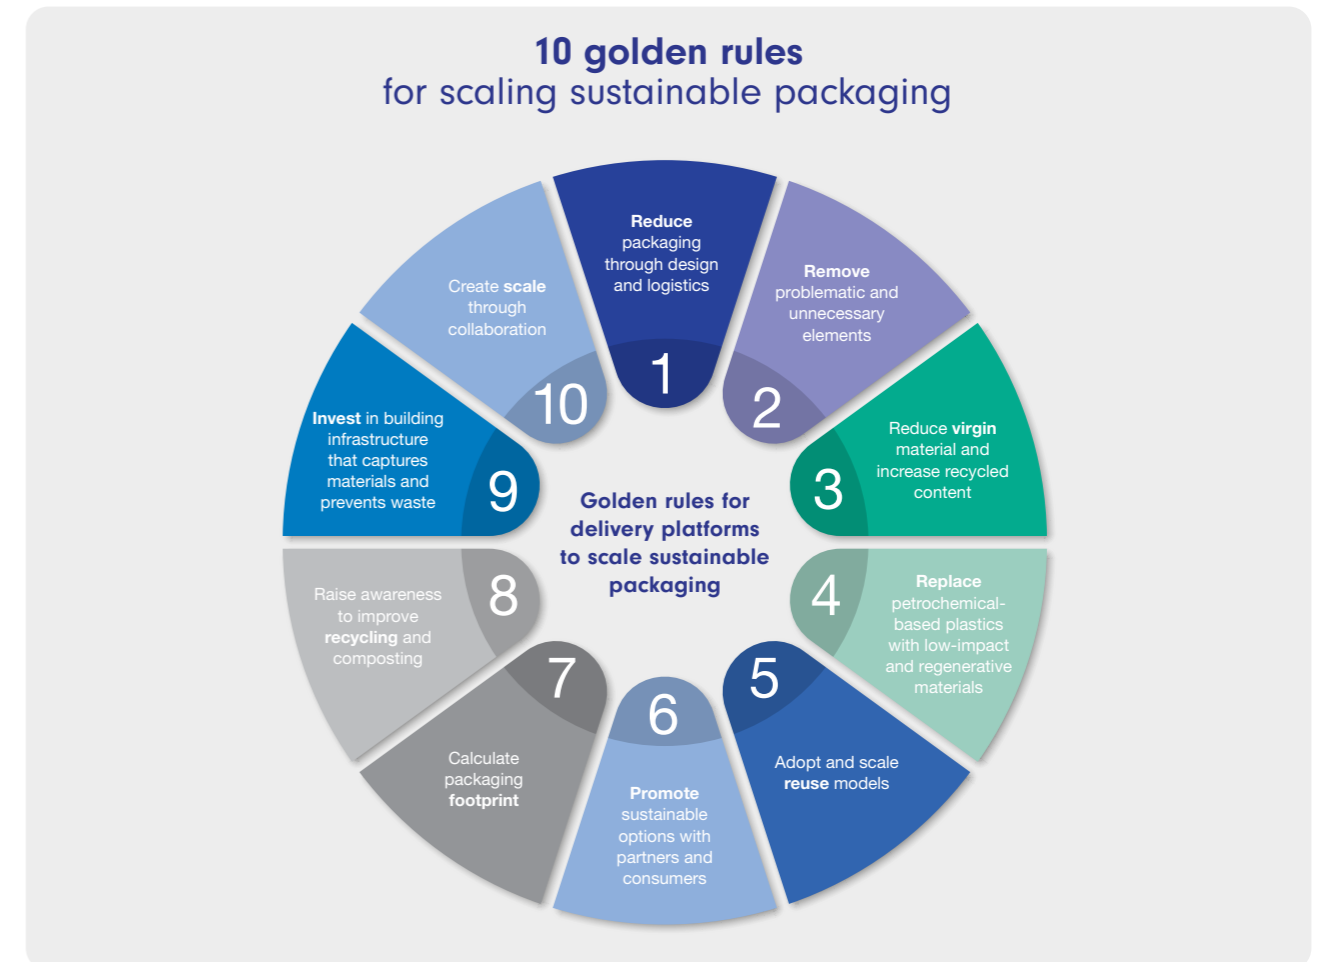 10 golden rules
for scaling sustainable packaging
Reduce
packaging
through design
and logistics
1
Remove
problematic and
unnecessary
elements
2
Reduce virgin
material and
increase recycled
content
3
Replace
petrochemical-
based plastics
with low-impact
and regenerative
materials
4
Adopt and scale
reuse models
5
Promote
sustainable
options with
partners and
consumers
6
Calculate
packaging
footprint
7
Raise awareness
to improve
recycling and
composting
8
Invest in building
infrastructure
that captures
materials and
prevents waste
9
Create scale
through
collaboration
10
Golden rules for
delivery platforms
to scale sustainable
packaging